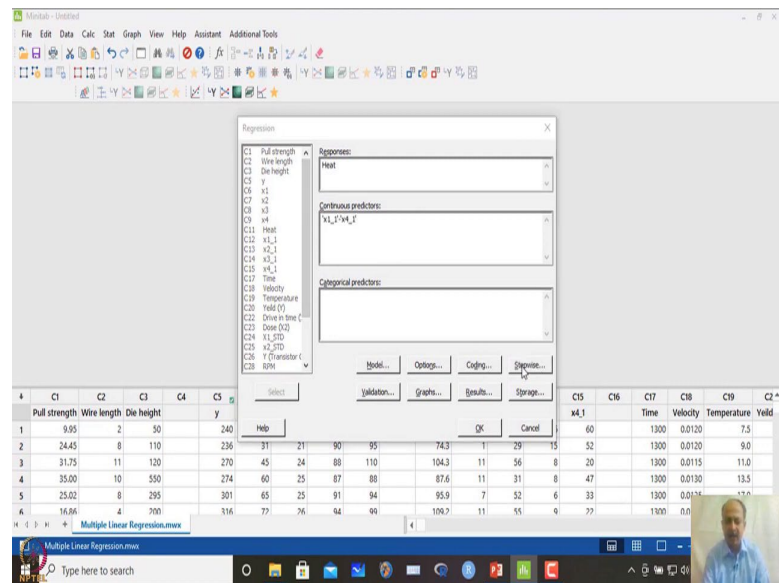 Minitab - Untitled
File Edit Data Calc Stat Graph View Help Assistant Additional Tools
Regression
C1 Pull strength
C2 Wire length
C3 Die height
C5 y
C6 x1
C7 x2
C8 x3
C9 x4
C11 Heat
C12 x1_1
C13 x2_1
C14 x3_1
C15 x4_1
C17 Time
C18 Velocity
C19 Temperature
C20 Yeild (Y)
C22 Drive in tme (
C23 Dose (X2)
C24 X1_STD
C25 x2_STD
C26 Y (Transistor (
C28 RPM
Responses:
Heat
Continuous predictors:
'x1_1'-'x4_1'
Categorical predictors:
Model... Options... Coding... Stepwise...
Select Validation... Graphs... Results... Storage...
Help OK Cancel
C1 C2 C3 C4 C5 C15 C16 C17 C18 C19 C2
Pull strength Wire length Die height y x4_1 Time Velocity Temperature Yeild
1 9.95 2 50 240 60 1300 0.0120 7.5
2 24.45 8 110 236 31 21 90 95 74.3 1 29 15 52 1300 0.0120 9.0
3 31.75 11 120 270 45 24 88 110 104.3 11 56 8 20 1300 0.0115 11.0
4 35.00 10 550 274 60 25 87 88 87.6 11 31 8 47 1300 0.0130 13.5
5 25.02 8 295 301 65 25 91 94 95.9 7 52 6 33 1300
6 16.86 4 200 316 72 26 94 99 109.2 11 55 9 22 1300
Multiple Linear Regression.mwx
Multiple Linear Regression.mwx
Type here to search
NPTEL